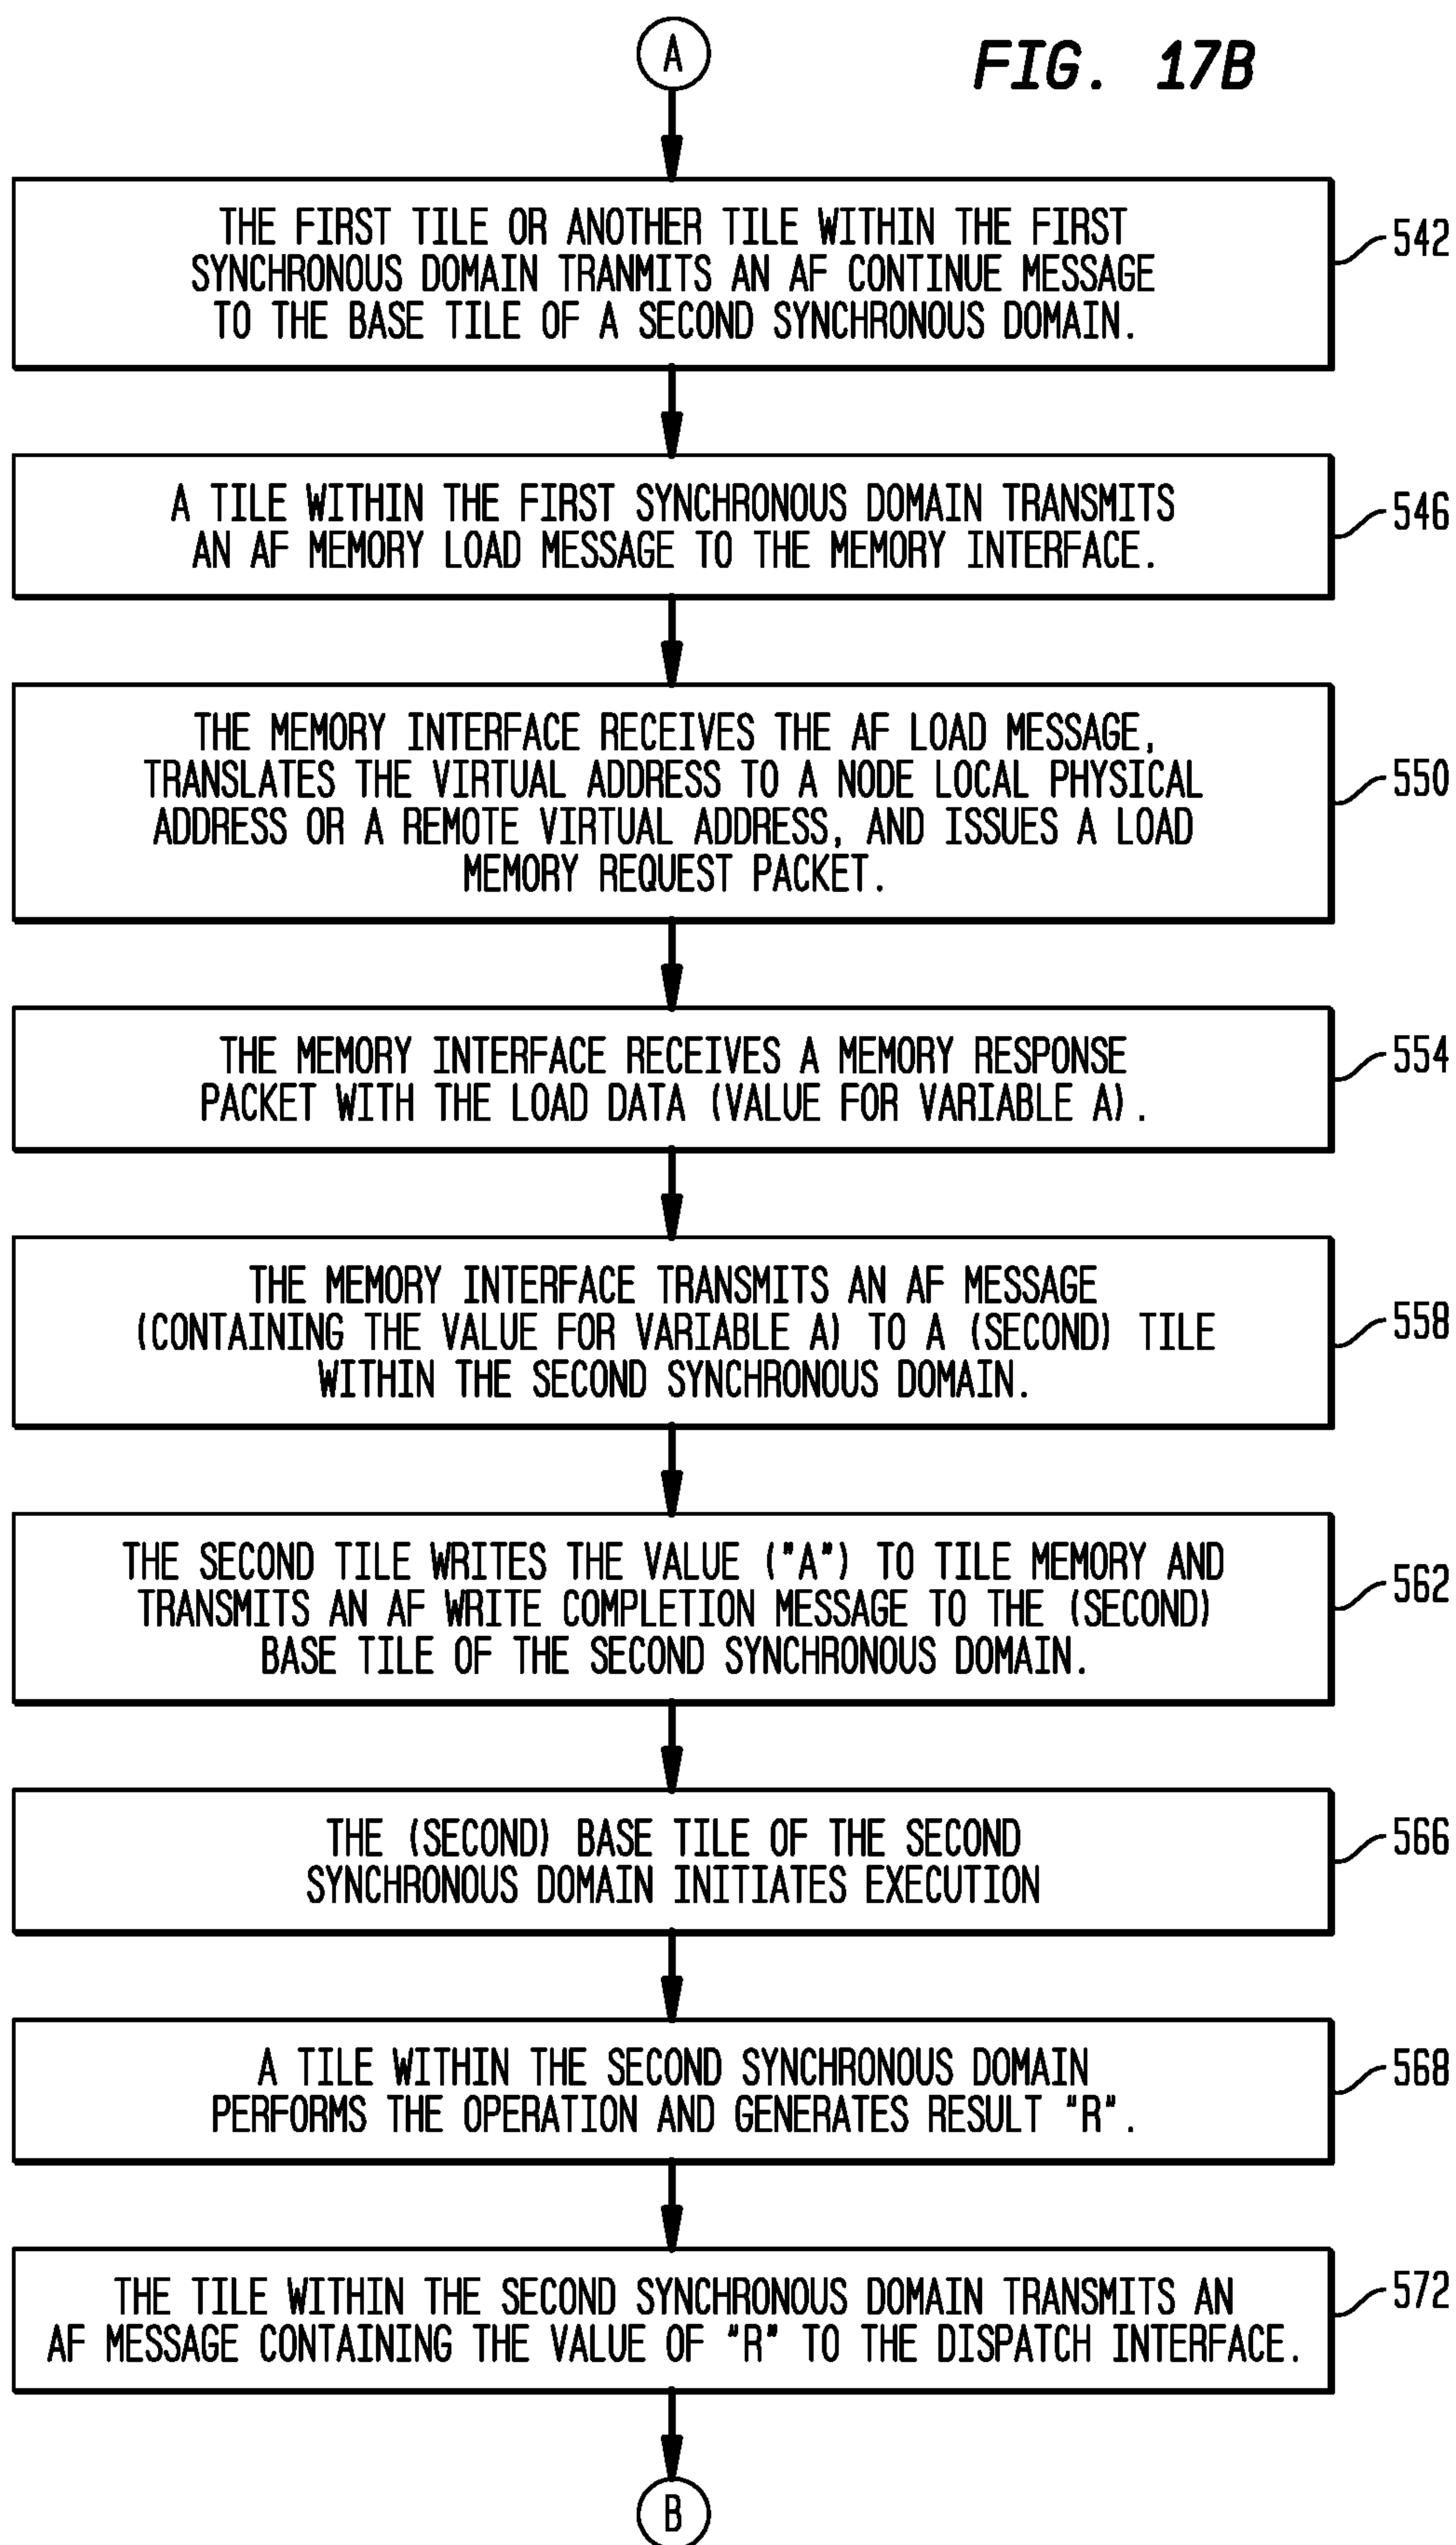 A
FIG. 17B
THE FIRST TILE OR ANOTHER TILE WITHIN THE FIRST
SYNCHRONOUS DOMAIN TRANMITS AN AF CONTINUE MESSAGE
TO THE BASE TILE OF A SECOND SYNCHRONOUS DOMAIN.
542
A TILE WITHIN THE FIRST SYNCHRONOUS DOMAIN TRANSMITS
AN AF MEMORY LOAD MESSAGE TO THE MEMORY INTERFACE.
546
THE MEMORY INTERFACE RECEIVES THE AF LOAD MESSAGE,
TRANSLATES THE VIRTUAL ADDRESS TO A NODE LOCAL PHYSICAL
ADDRESS OR A REMOTE VIRTUAL ADDRESS, AND ISSUES A LOAD
MEMORY REQUEST PACKET.
550
THE MEMORY INTERFACE RECEIVES A MEMORY RESPONSE
PACKET WITH THE LOAD DATA (VALUE FOR VARIABLE A).
554
THE MEMORY INTERFACE TRANSMITS AN AF MESSAGE
(CONTAINING THE VALUE FOR VARIABLE A) TO A (SECOND) TILE
WITHIN THE SECOND SYNCHRONOUS DOMAIN.
558
THE SECOND TILE WRITES THE VALUE ("A") TO TILE MEMORY AND
TRANSMITS AN AF WRITE COMPLETION MESSAGE TO THE (SECOND)
BASE TILE OF THE SECOND SYNCHRONOUS DOMAIN.
562
THE (SECOND) BASE TILE OF THE SECOND
SYNCHRONOUS DOMAIN INITIATES EXECUTION
566
A TILE WITHIN THE SECOND SYNCHRONOUS DOMAIN
PERFORMS THE OPERATION AND GENERATES RESULT "R".
568
THE TILE WITHIN THE SECOND SYNCHRONOUS DOMAIN TRANSMITS AN
AF MESSAGE CONTAINING THE VALUE OF "R" TO THE DISPATCH INTERFACE.
572
B